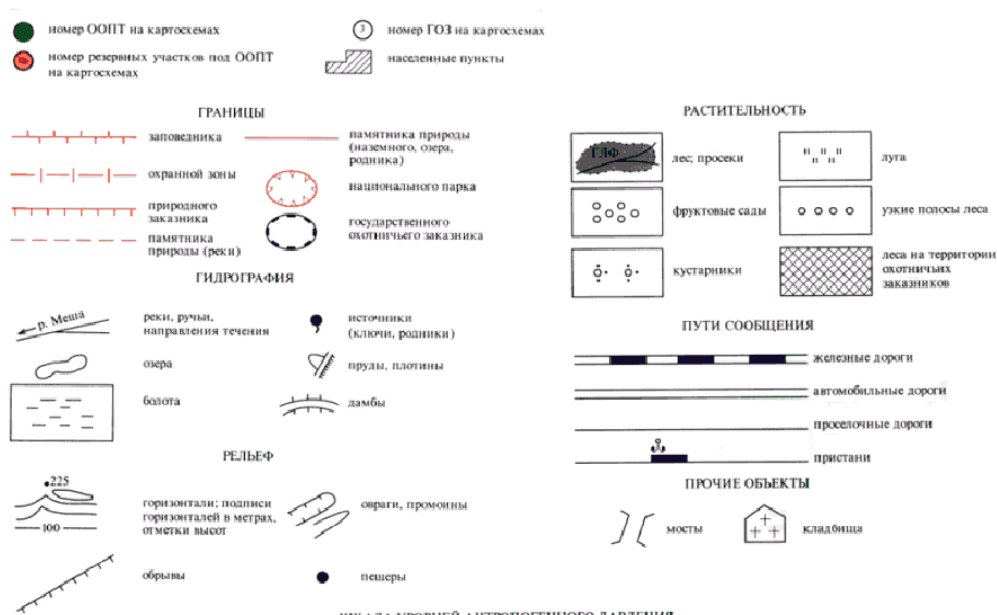 номер ООПТ на картосхемах
номер резервных участков под ООПТ
на картосхемах
3
номер ГОЗ на картосхемах
населенные пункты
ГРАНИЦЫ
заповедника
охранной зоны
природного
заказника
памятника
природы (реки)
памятника природы
(наземного, озера,
родника)
национального парка
государственного
охотничьего заказника
ГИДРОГРАФИЯ
р. Меша
реки, ручьи,
направления течения
озера
болота
источники
(ключи, родники)
пруды, плотины
дамбы
РЕЛЬЕФ
225
100
горизонтали; подписи
горизонталей в метрах,
отметки высот
обрывы
овраги, промоины
пещеры
РАСТИТЕЛЬНОСТЬ
ГЛФ
лес; просеки
фруктовые сады
кустарники
луга
узкие полосы леса
леса на территории
охотничьих
заказников
ПУТИ СООБЩЕНИЯ
железные дороги
автомобильные дороги
проселочные дороги
пристани
ПРОЧИЕ ОБЪЕКТЫ
мосты
кладбища